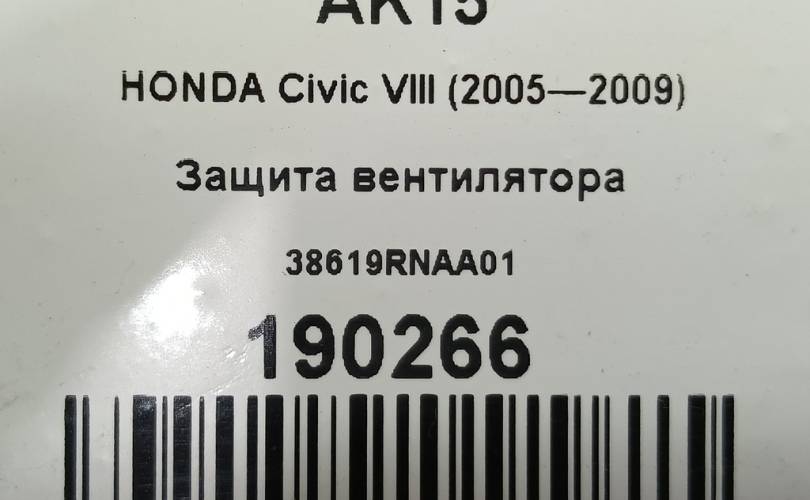 AK15
HONDA Civic VIII (2005—2009)
Защита вентилятора
38619RNAA01
190266